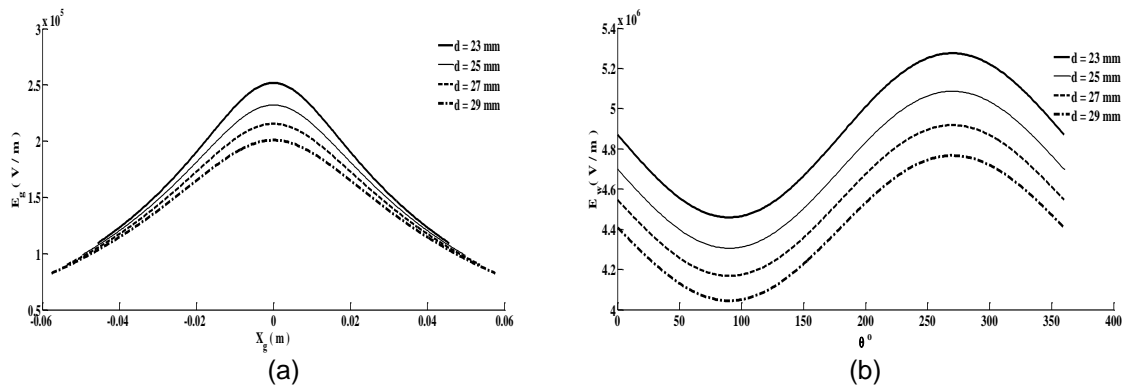 x 10^5
3
2.5
2
1.5
1
0.5
E_g ( V / m )
-0.06
-0.04
-0.02
0
0.02
0.04
0.06
X_g (m)
d = 23 mm
d = 25 mm
d = 27 mm
d = 29 mm
(a)
x 10^6
5.4
5.2
5
4.8
4.6
4.4
4.2
4
E_w ( V / m )
0
50
100
150
200
250
300
350
400
θ °
d = 23 mm
d = 25 mm
d = 27 mm
d = 29 mm
(b)